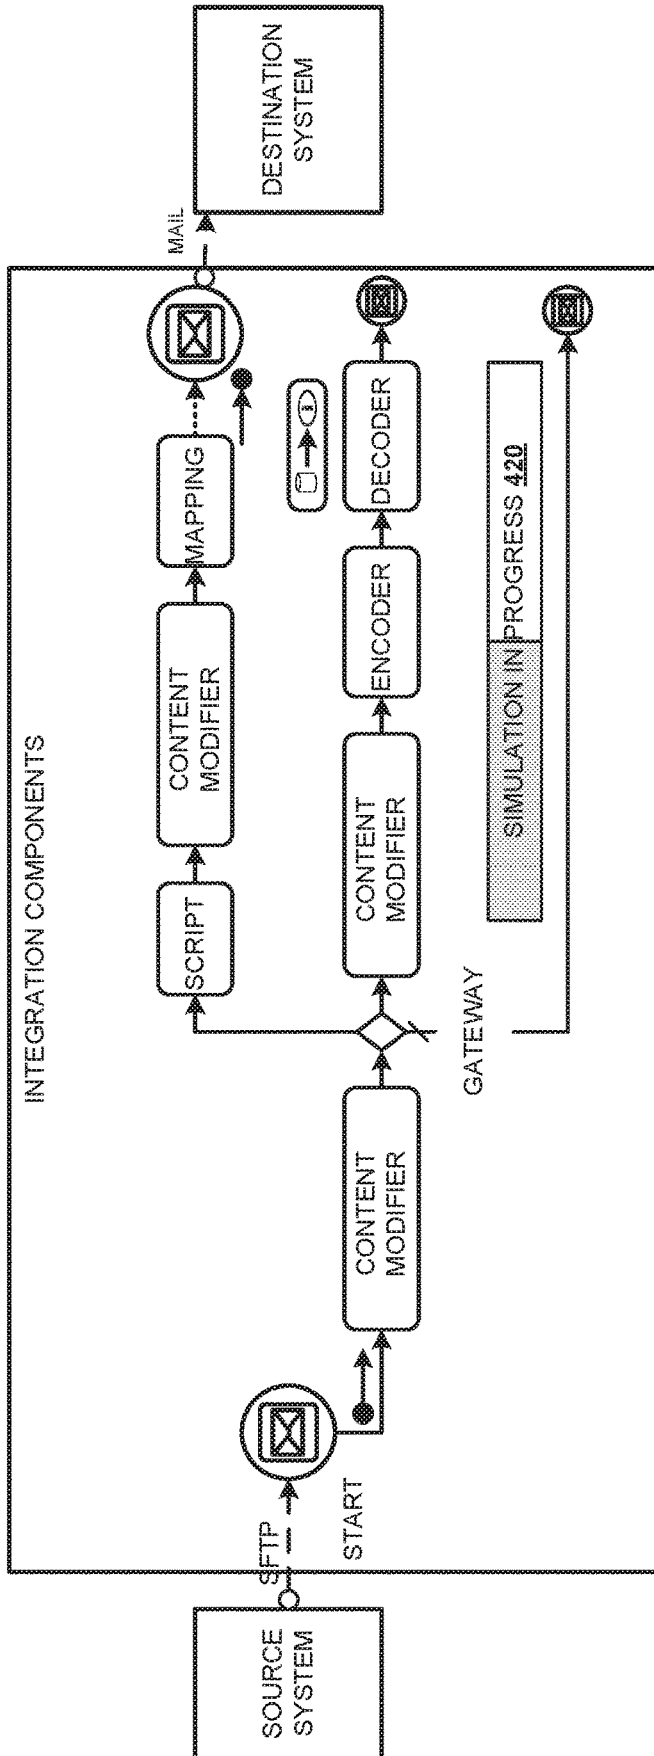 INTEGRATION COMPONENTS
SOURCE
SYSTEM
SFTP
START
CONTENT
MODIFIER
GATEWAY
SCRIPT
CONTENT
MODIFIER
MAPPING
MAIL
DESTINATION
SYSTEM
CONTENT
MODIFIER
ENCODER
DECODER
SIMULATION IN PROGRESS 420